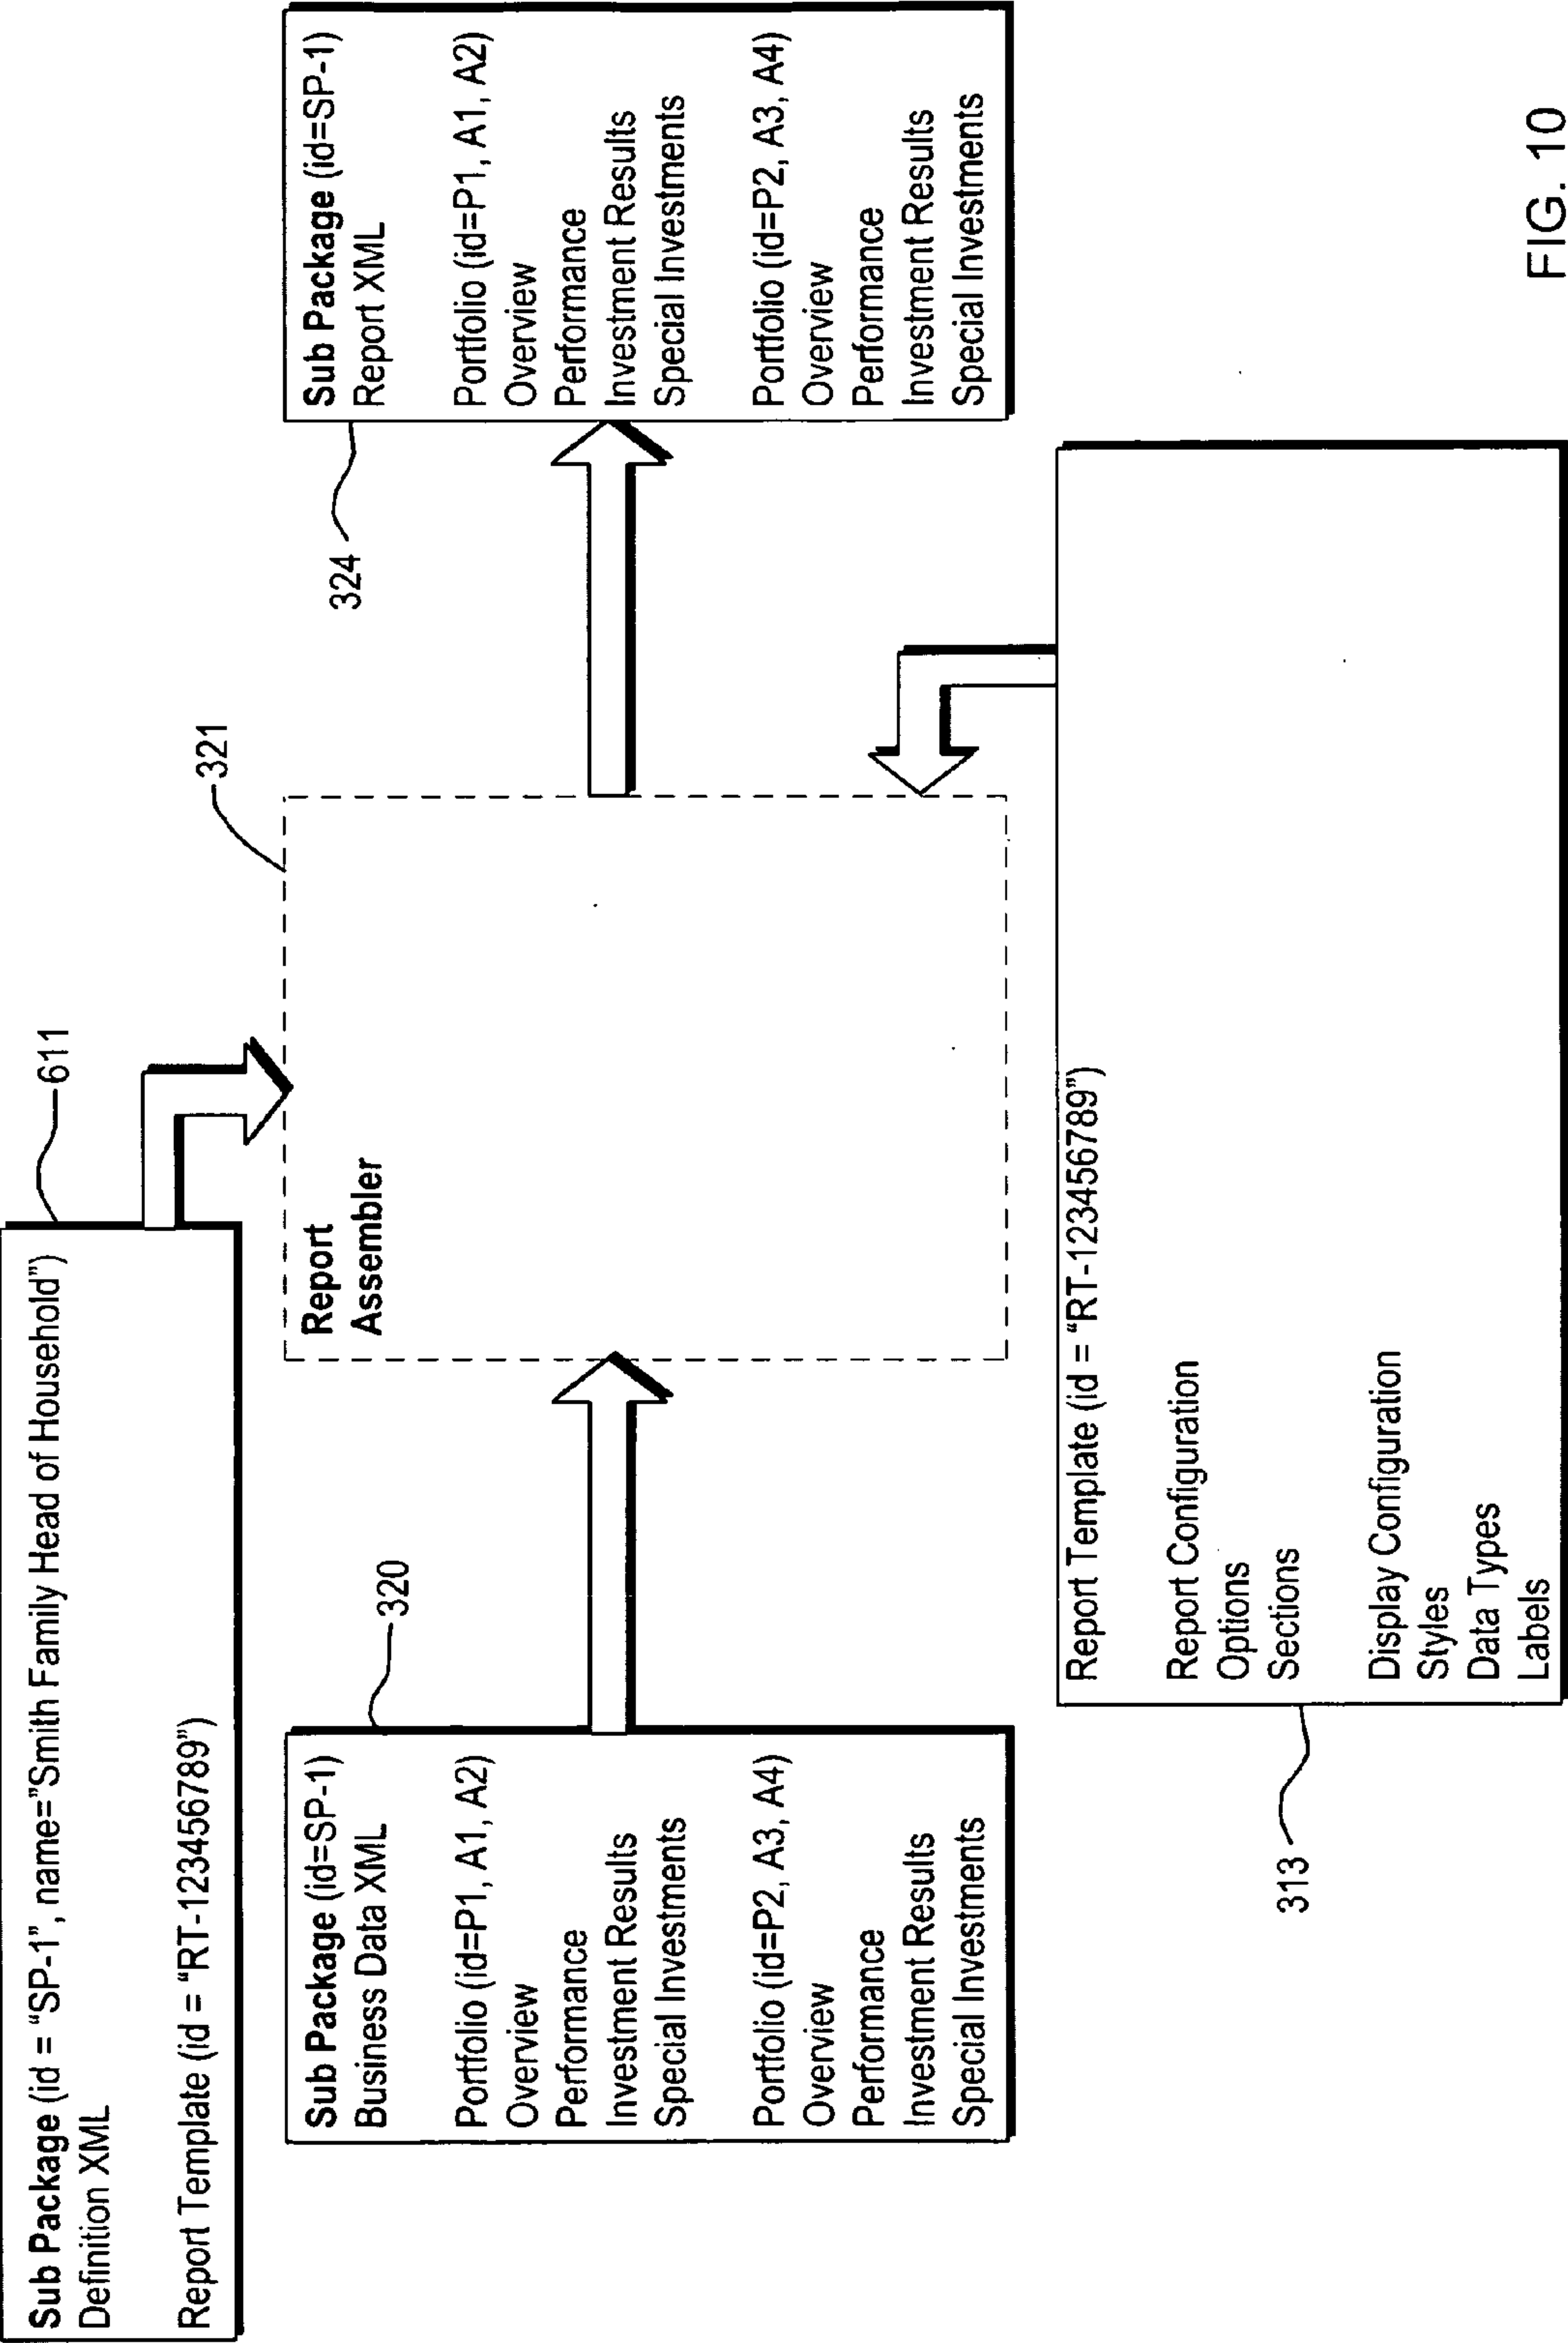 Sub Package (id = “SP-1”, name=”Smith Family Head of Household”)
Definition XML
Report Template (id = “RT-123456789”)
611
Sub Package (id=SP-1)
Business Data XML
Portfolio (id=P1, A1, A2)
Overview
Performance
Investment Results
Special Investments
Portfolio (id=P2, A3, A4)
Overview
Performance
Investment Results
Special Investments
320
Report
Assembler
321
Sub Package (id=SP-1)
Report XML
Portfolio (id=P1, A1, A2)
Overview
Performance
Investment Results
Special Investments
Portfolio (id=P2, A3, A4)
Overview
Performance
Investment Results
Special Investments
324
Report Template (id = “RT-123456789”)
Report Configuration
Options
Sections
Display Configuration
Styles
Data Types
Labels
313
FIG. 10